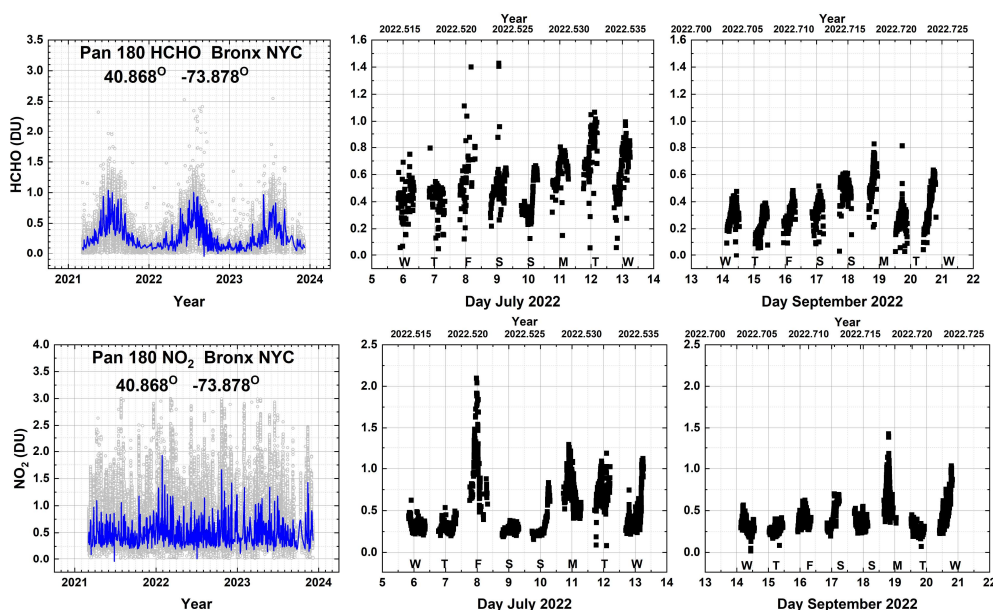 Pan 180 HCHO Bronx NYC
40.868O -73.878O
HCHO (DU)
3.5
3.0
2.5
2.0
1.5
1.0
0.5
0.0
2021 2022 2023 2024
Year
Year
2022.515 2022.520 2022.525 2022.530 2022.535
1.6
1.4
1.2
1.0
0.8
0.6
0.4
0.2
0.0
W T F S S M T W
5 6 7 8 9 10 11 12 13 14
Day July 2022
Year
2022.700 2022.705 2022.710 2022.715 2022.720 2022.725
1.6
1.4
1.2
1.0
0.8
0.6
0.4
0.2
0.0
W T F S S M T W
13 14 15 16 17 18 19 20 21 22
Day September 2022
Pan 180 NO2 Bronx NYC
40.868O -73.878O
NO2 (DU)
4.0
3.5
3.0
2.5
2.0
1.5
1.0
0.5
0.0
2021 2022 2023 2024
Year
Year
2022.515 2022.520 2022.525 2022.530 2022.535
2.5
2.0
1.5
1.0
0.5
0.0
W T F S S M T W
5 6 7 8 9 10 11 12 13 14
Day July 2022
Year
2022.700 2022.705 2022.710 2022.715 2022.720 2022.725
2.5
2.0
1.5
1.0
0.5
0.0
W T F S S M T W
13 14 15 16 17 18 19 20 21 22
Day September 2022